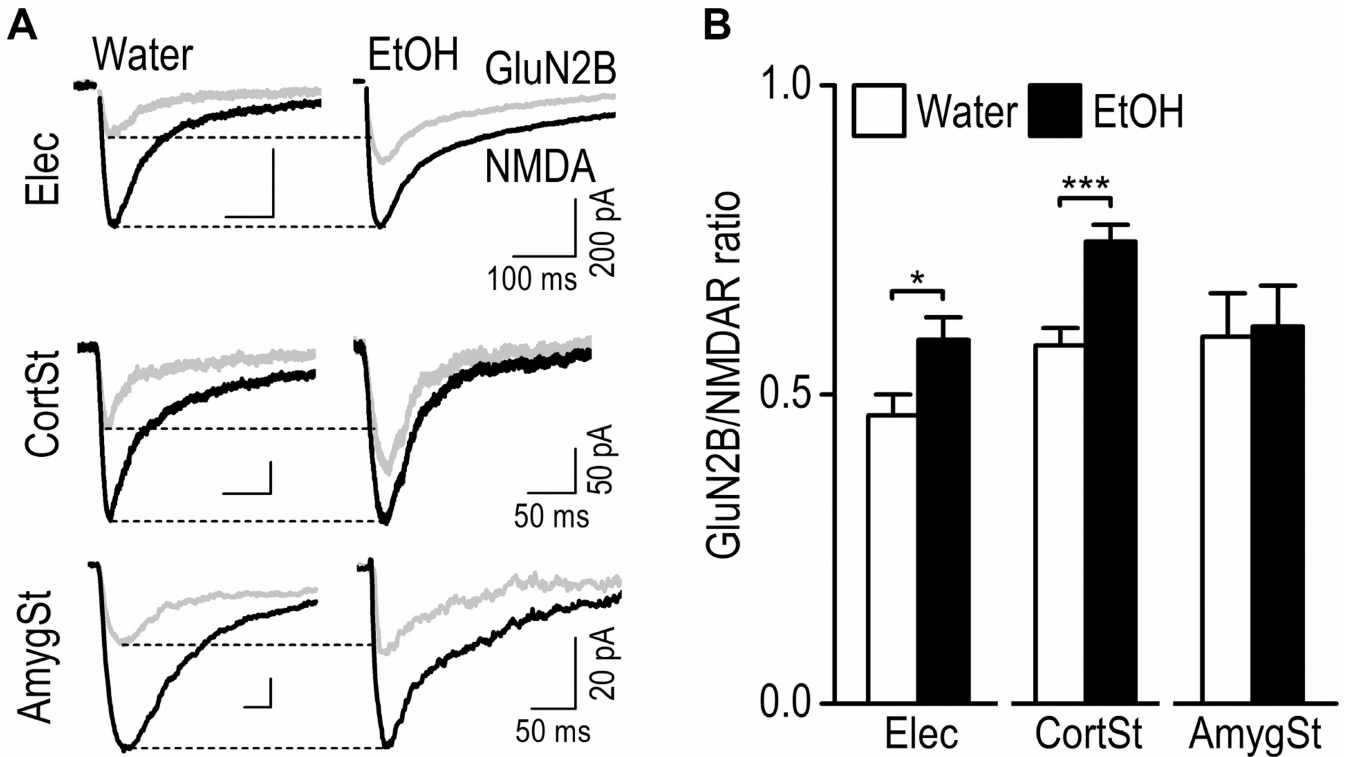 A
Water
EtOH
GluN2B
NMDA
Elec
200 pA
100 ms
CortSt
50 pA
50 ms
AmygSt
20 pA
50 ms
B
Water
EtOH
GluN2B/NMDAR ratio
1.0
0.5
0.0
*
***
Elec
CortSt
AmygSt